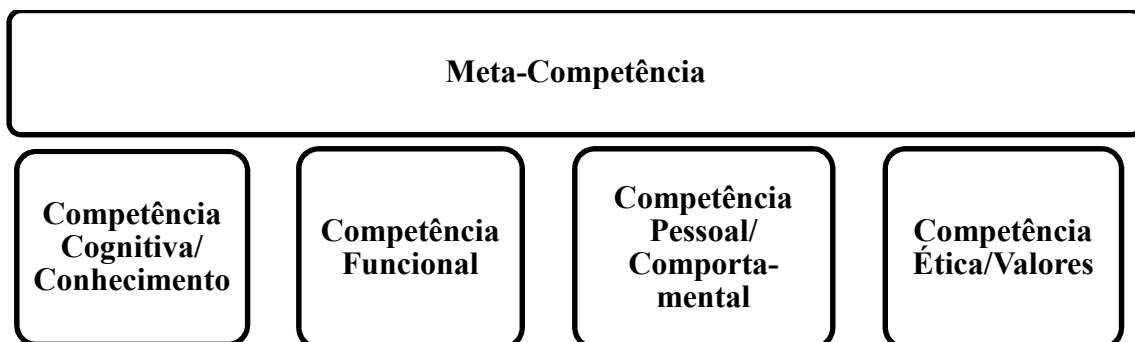 Meta-Competência
Competência
Cognitiva/
Conhecimento
Competência
Funcional
Competência
Pessoal/
Comporta-
mental
Competência
Ética/Valores